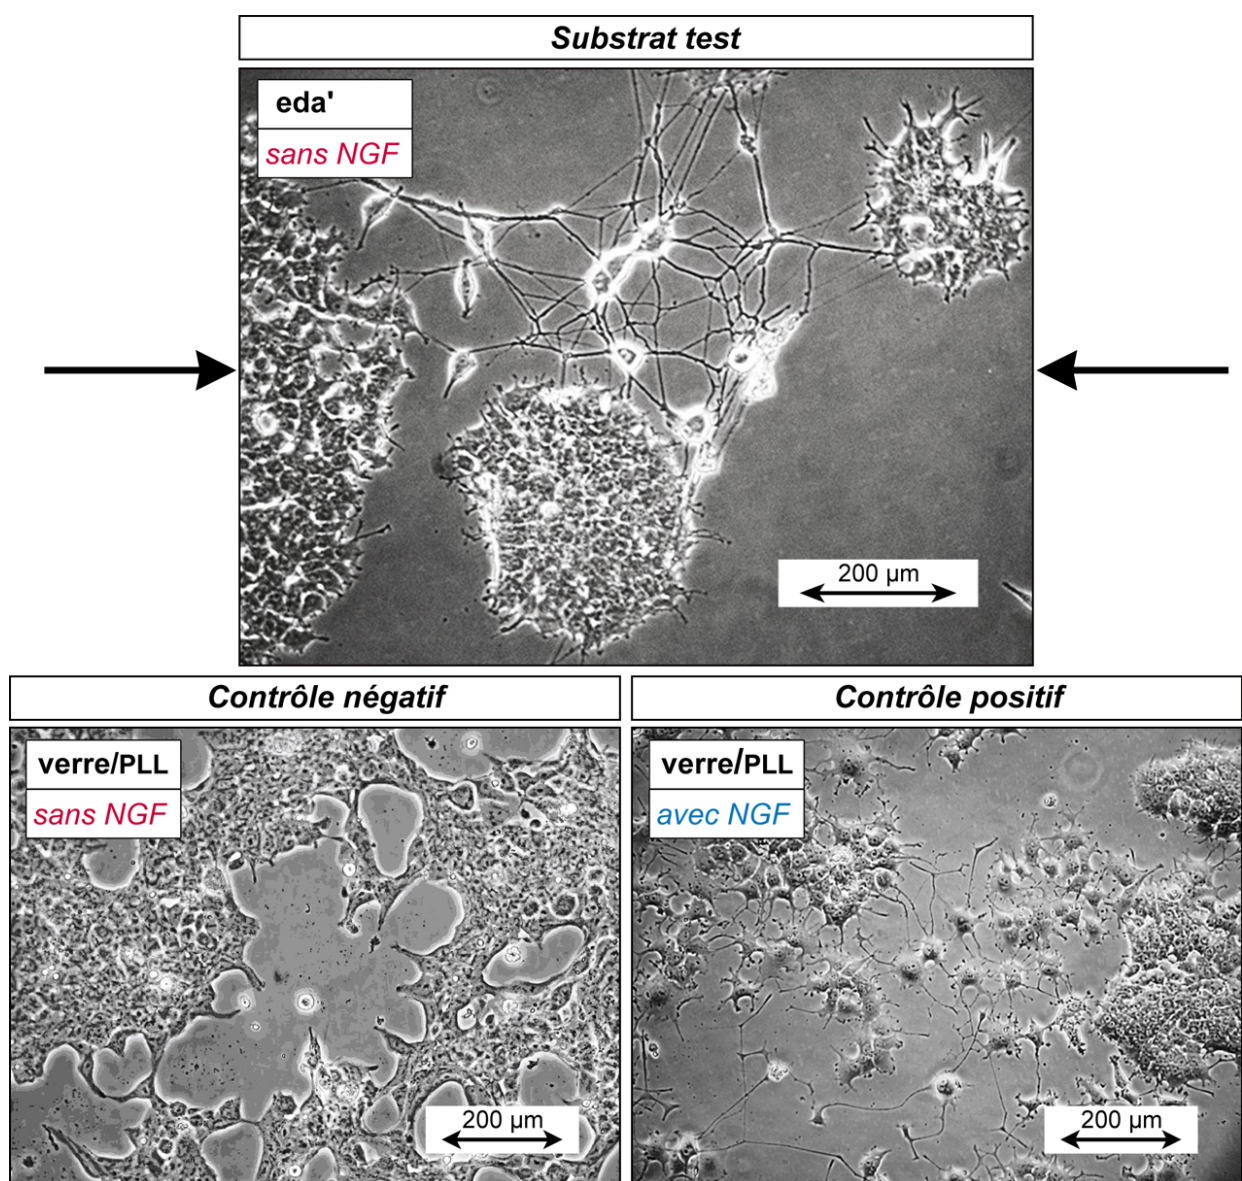 Substrat test
eda'
sans NGF
200 µm
Contrôle négatif
Contrôle positif
verre/PLL
sans NGF
200 µm
verre/PLL
avec NGF
200 µm